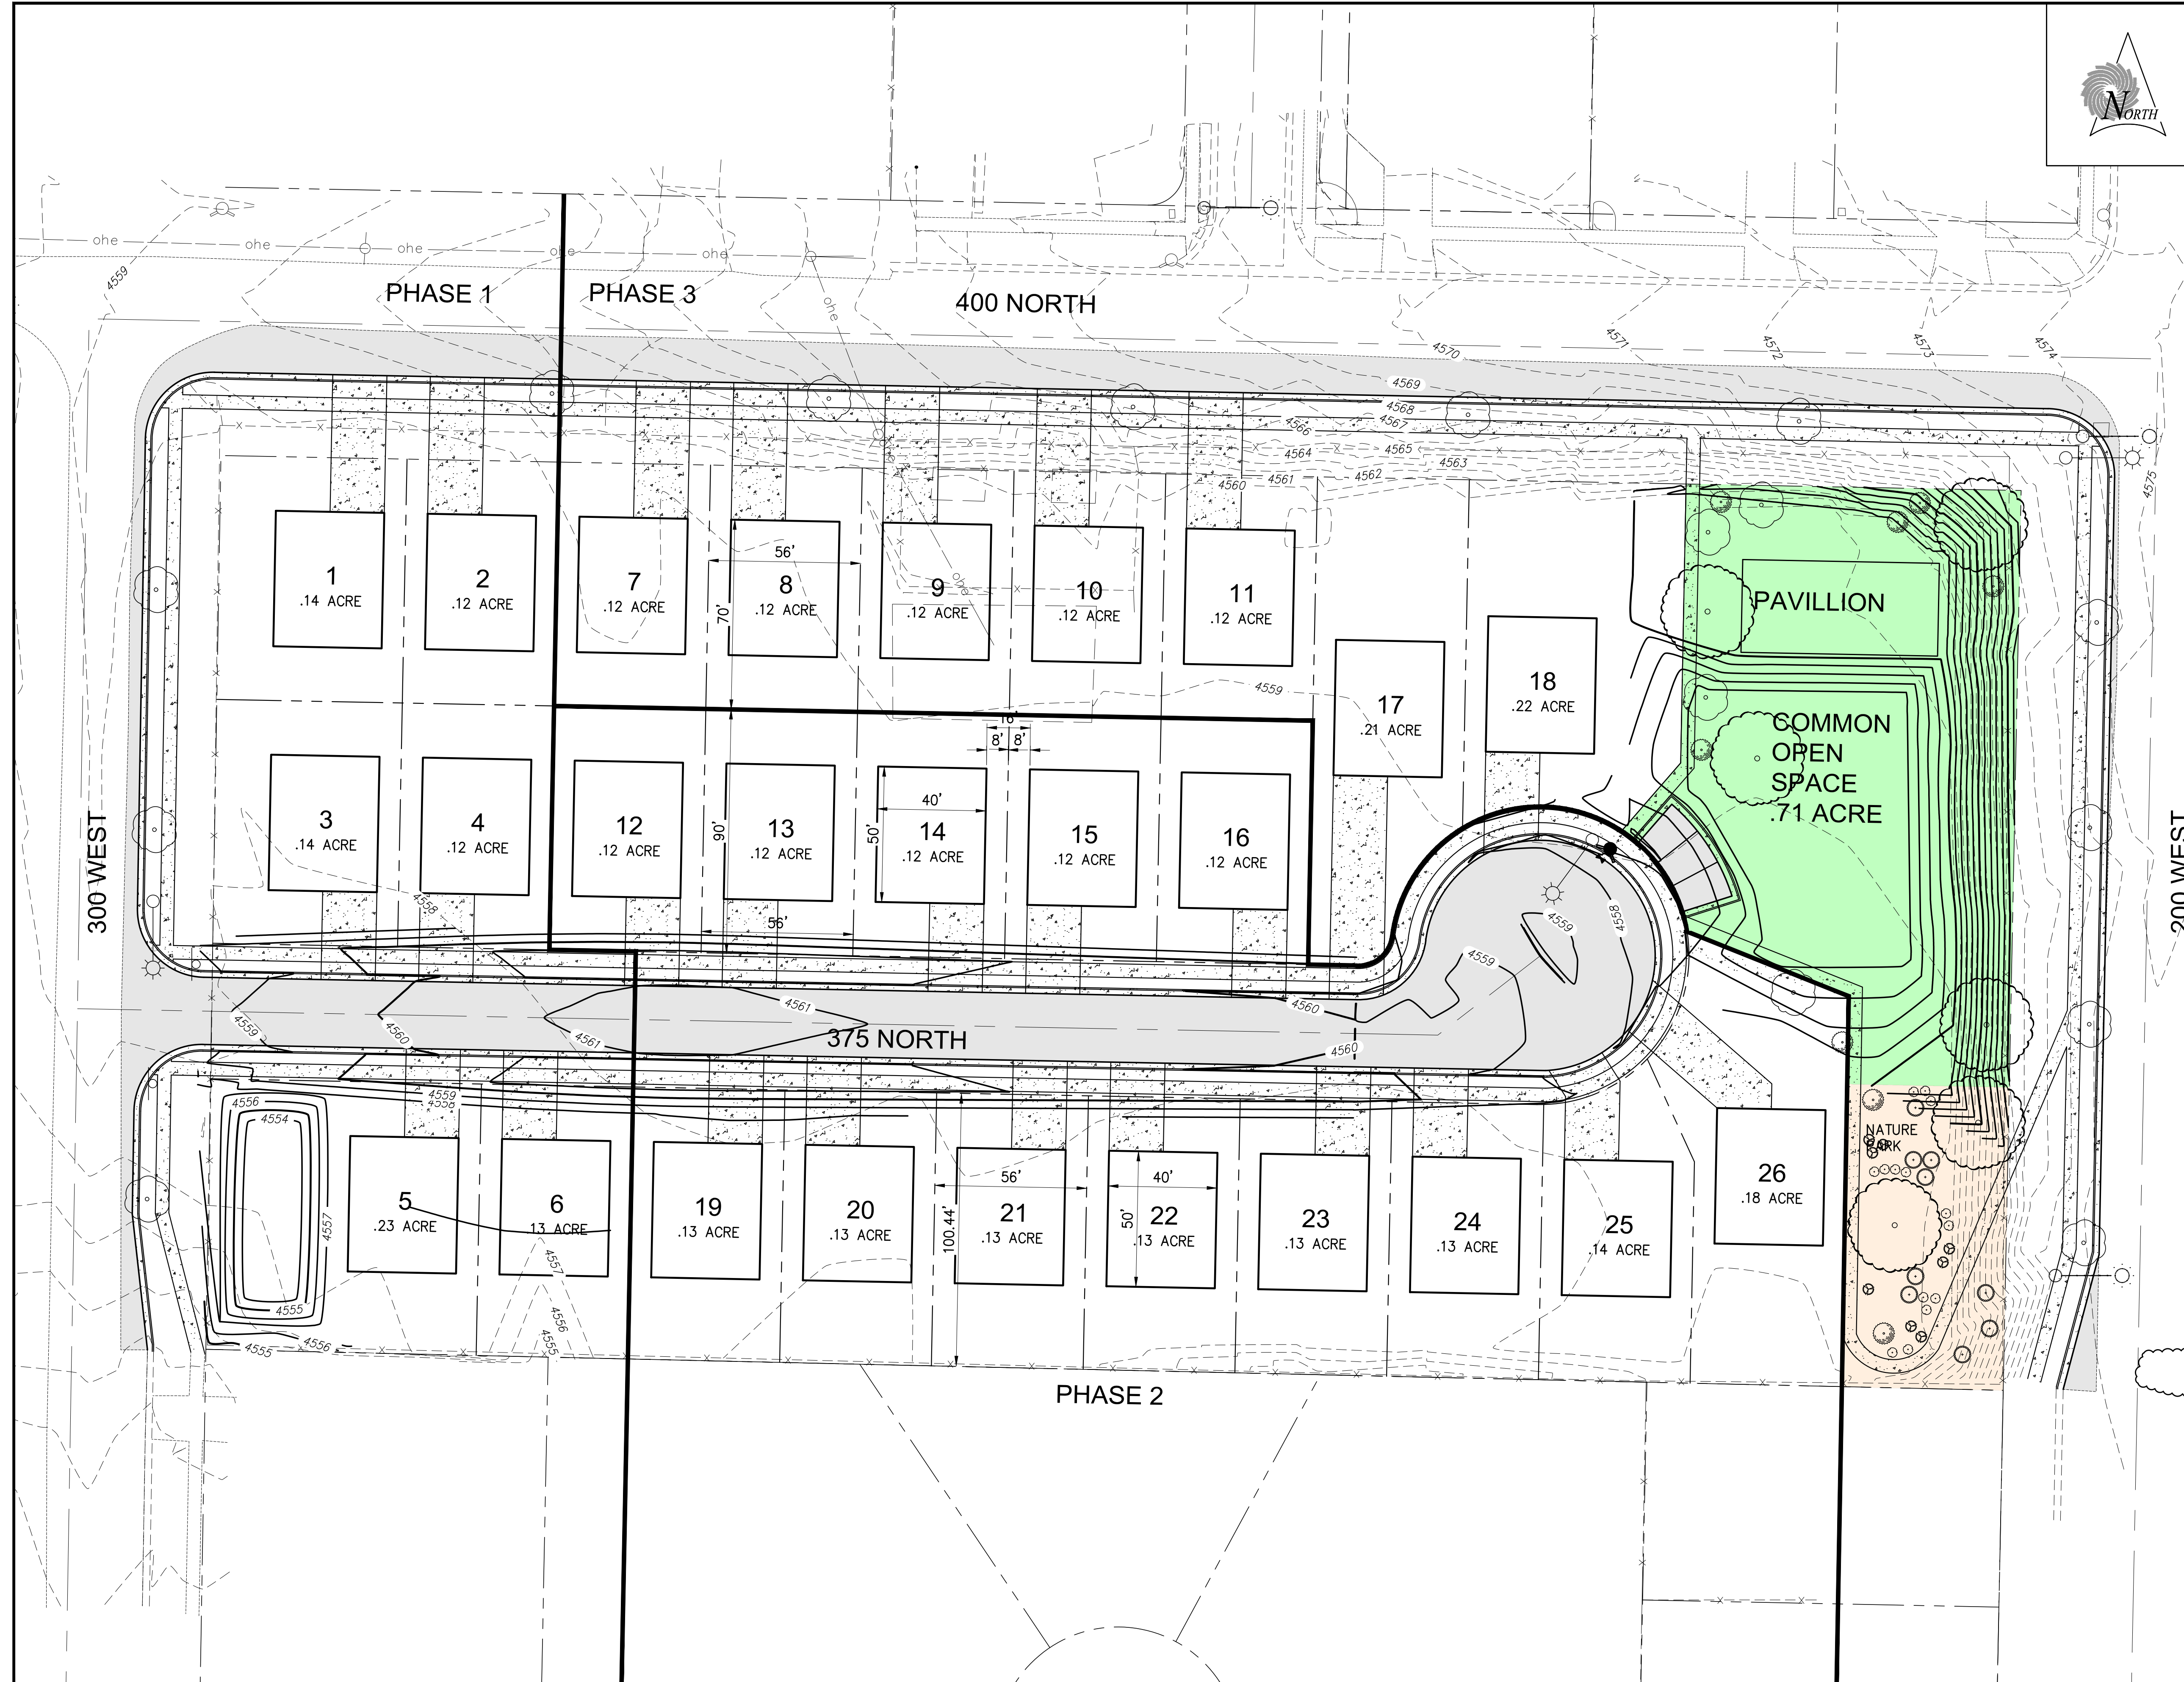 NORTH
ohe
ohe
ohe
ohe
ohe
4559
PHASE 1
PHASE 3
400 NORTH
ohe
4571
4572
4573
4574
4570
4569
4568
4567
4566
4565
4564
4563
4562
4561
4560
4575
1
.14 ACRE
2
.12 ACRE
7
.12 ACRE
56'
8
.12 ACRE
70'
9
.12 ACRE
ohe
10
.12 ACRE
11
.12 ACRE
PAVILLION
4559
17
.21 ACRE
18
.22 ACRE
COMMON
OPEN
SPACE
.71 ACRE
16'
8'
8'
3
.14 ACRE
4
.12 ACRE
12
.12 ACRE
13
.12 ACRE
90'
40'
50'
14
.12 ACRE
15
.12 ACRE
16
.12 ACRE
300 WEST
200 WEST
4558
56'
4559
4558
4559
4559
4560
4561
4561
375 NORTH
4560
4560
4559
4558
4556
4554
4557
4555
5
.23 ACRE
6
.13 ACRE
19
.13 ACRE
20
.13 ACRE
56'
21
.13 ACRE
100.44'
40'
50'
22
.13 ACRE
23
.13 ACRE
24
.13 ACRE
25
.14 ACRE
26
.18 ACRE
NATURE
PARK
4557
4556
4555
4555
4556
PHASE 2